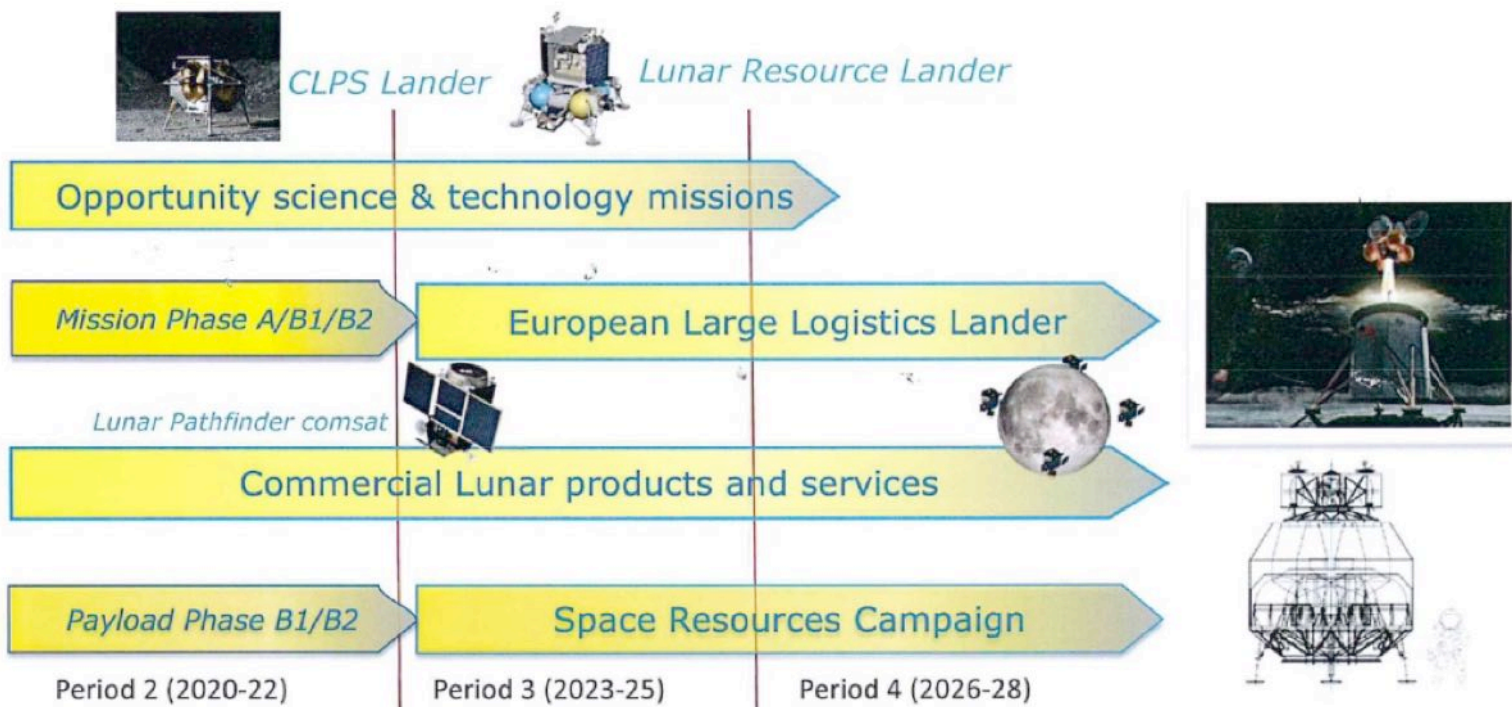 CLPS Lander
Lunar Resource Lander
Opportunity science & technology missions
Mission Phase A/B1/B2
European Large Logistics Lander
Lunar Pathfinder comsat
Commercial Lunar products and services
Payload Phase B1/B2
Space Resources Campaign
Period 2 (2020-22)
Period 3 (2023-25)
Period 4 (2026-28)